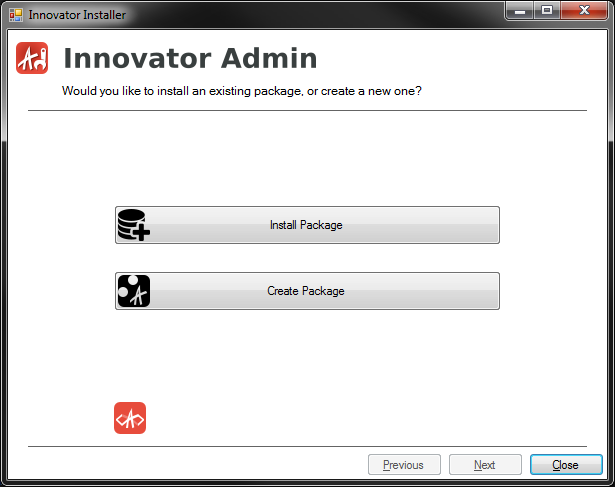 Innovator Installer
Innovator Admin
Would you like to install an existing package, or create a new one?
Install Package
Create Package
Previous Next Close